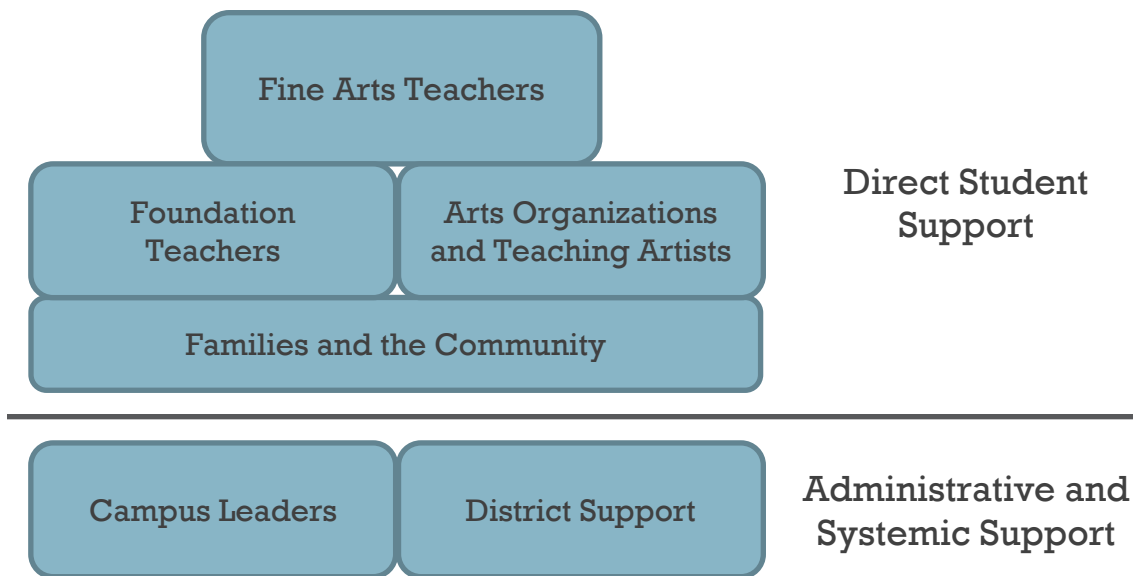 Fine Arts Teachers
Foundation
Teachers
Arts Organizations
and Teaching Artists
Direct Student
Support
Families and the Community
Campus Leaders
District Support
Administrative and
Systemic Support